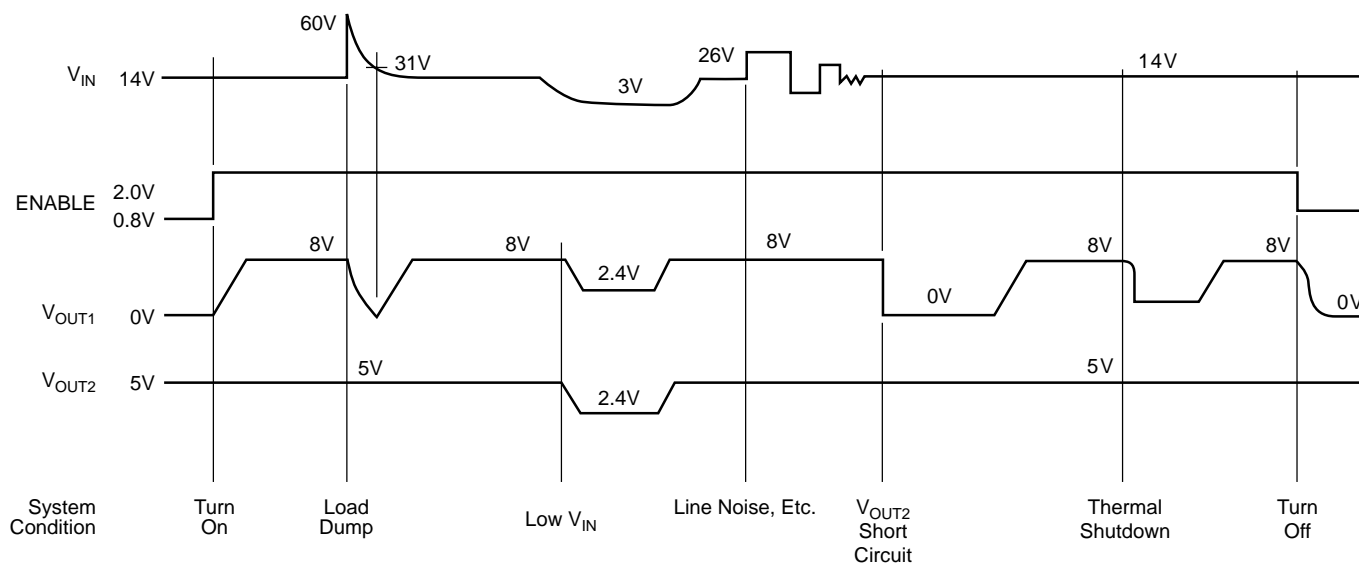 60V
V_IN 14V 31V 3V 26V 14V
ENABLE 2.0V
0.8V
8V 8V 2.4V 8V 0V 8V 8V
V_OUT1 0V 0V
V_OUT2 5V 5V 2.4V 5V
System Condition
Turn On
Load Dump
Low V_IN
Line Noise, Etc.
V_OUT2 Short Circuit
Thermal Shutdown
Turn Off